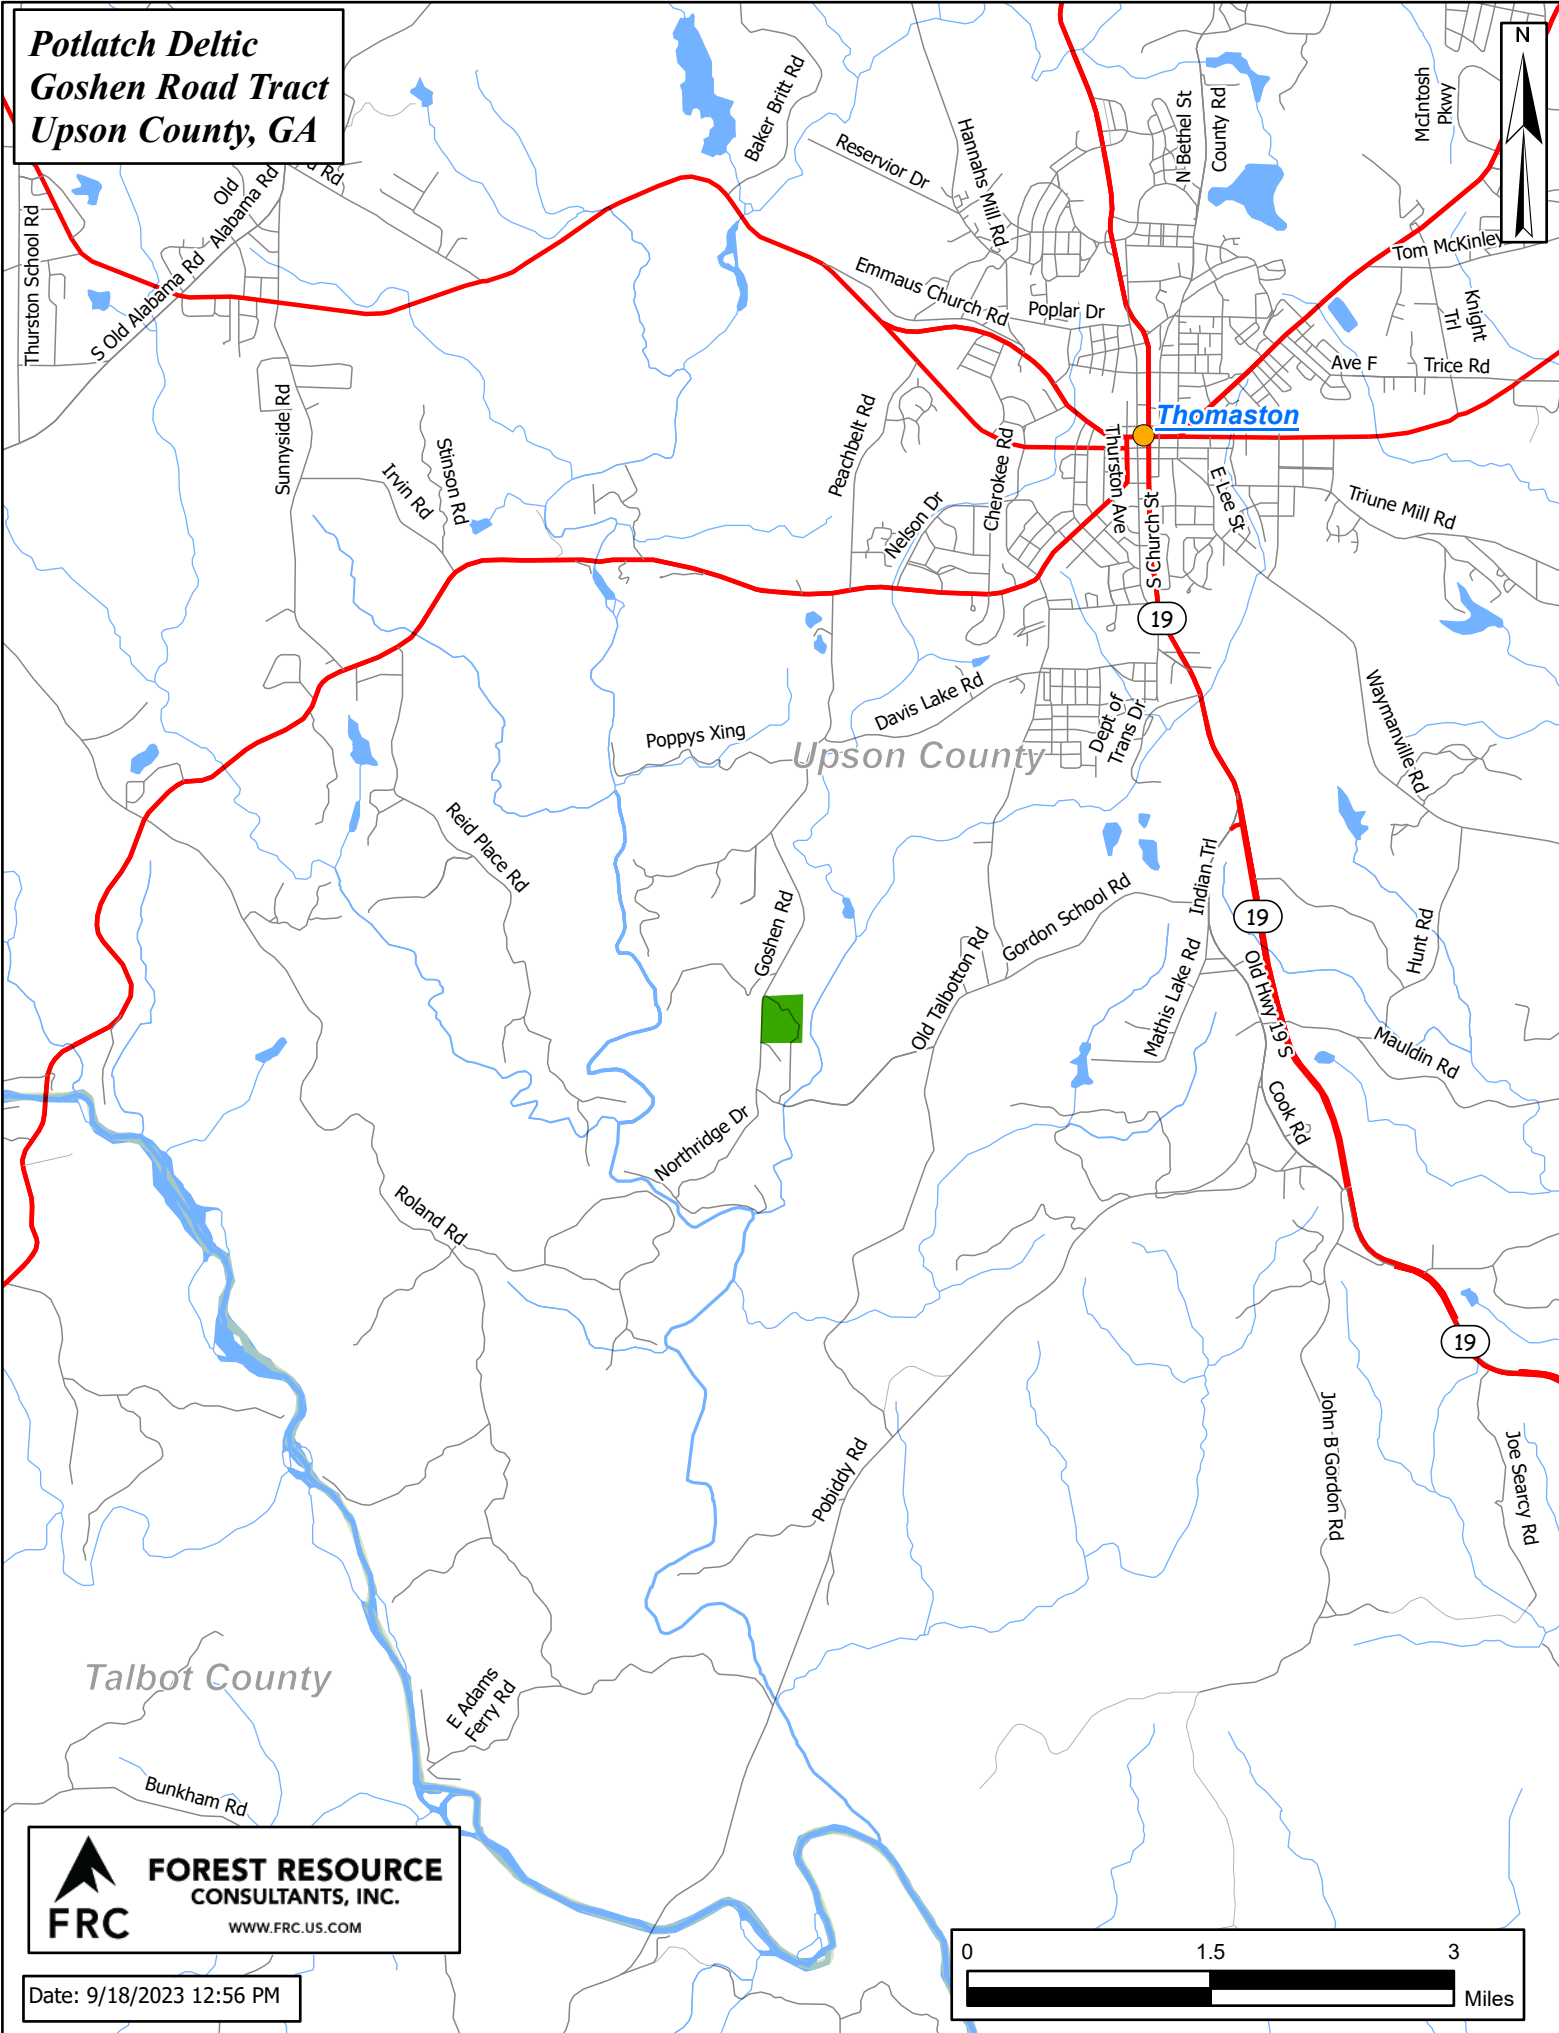 Potlatch Deltic
Goshen Road Tract
Upson County, GA
N
Baker Britt Rd
Reservior Dr
Hannahs Mill Rd
N Bethel St
County Rd
McIntosh
Pkwy
Old
Alabama Rd
Rd
Thurston School Rd
S Old Alabama Rd
Tom McKinley
Emmaus Church Rd
Poplar Dr
Knight
Trl
Ave F
Trice Rd
Sunnyside Rd
Thomaston
Peachbelt Rd
Cherokee Rd
Thurston Ave
Stinson Rd
Irvin Rd
Nelson Dr
S Church St
E Lee St
Triune Mill Rd
19
Davis Lake Rd
Dept of
Trans Dr
Waymanville Rd
Poppys Xing
Upson County
Reid Place Rd
Indian Trl
Goshen Rd
Gordon School Rd
19
Hunt Rd
Old Talbotton Rd
Mathis Lake Rd
Old Hwy 19 S
Mauldin Rd
Cook Rd
Northridge Dr
Roland Rd
19
John B Gordon Rd
Joe Searcy Rd
Pobiddy Rd
Talbot County
E Adams
Ferry Rd
Bunkham Rd
FRC
FOREST RESOURCE
CONSULTANTS, INC.
WWW.FRC.US.COM
Date: 9/18/2023 12:56 PM
0 1.5 3
Miles